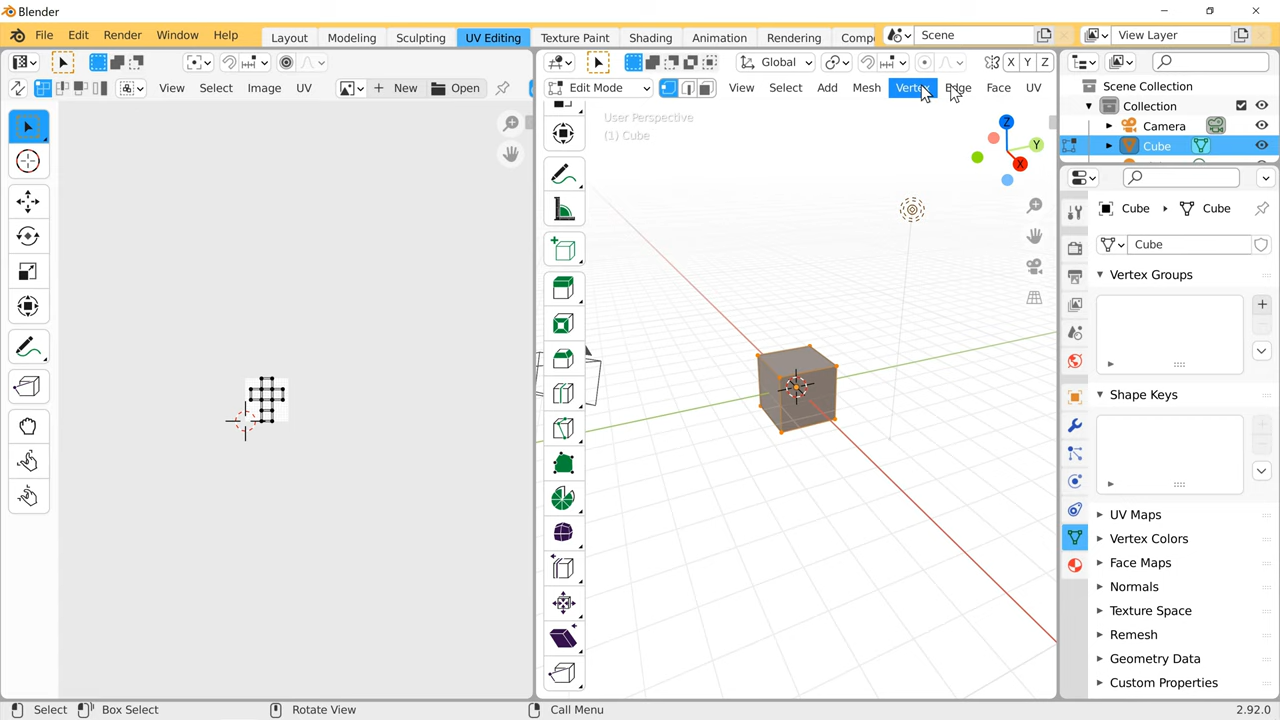 Blender
File Edit Render Window Help Layout Modeling Sculpting UV Editing Texture Paint Shading Animation Rendering Comp Scene View Layer
Global X Y Z
View Select Image UV New Open Edit Mode View Select Add Mesh Vertex Edge Face UV
Scene Collection
Collection
Camera
Cube
User Perspective
(1) Cube
Z
Y
X
Cube Cube
Cube
Vertex Groups
Shape Keys
UV Maps
Vertex Colors
Face Maps
Normals
Texture Space
Remesh
Geometry Data
Custom Properties
Select Box Select Rotate View Call Menu 2.92.0